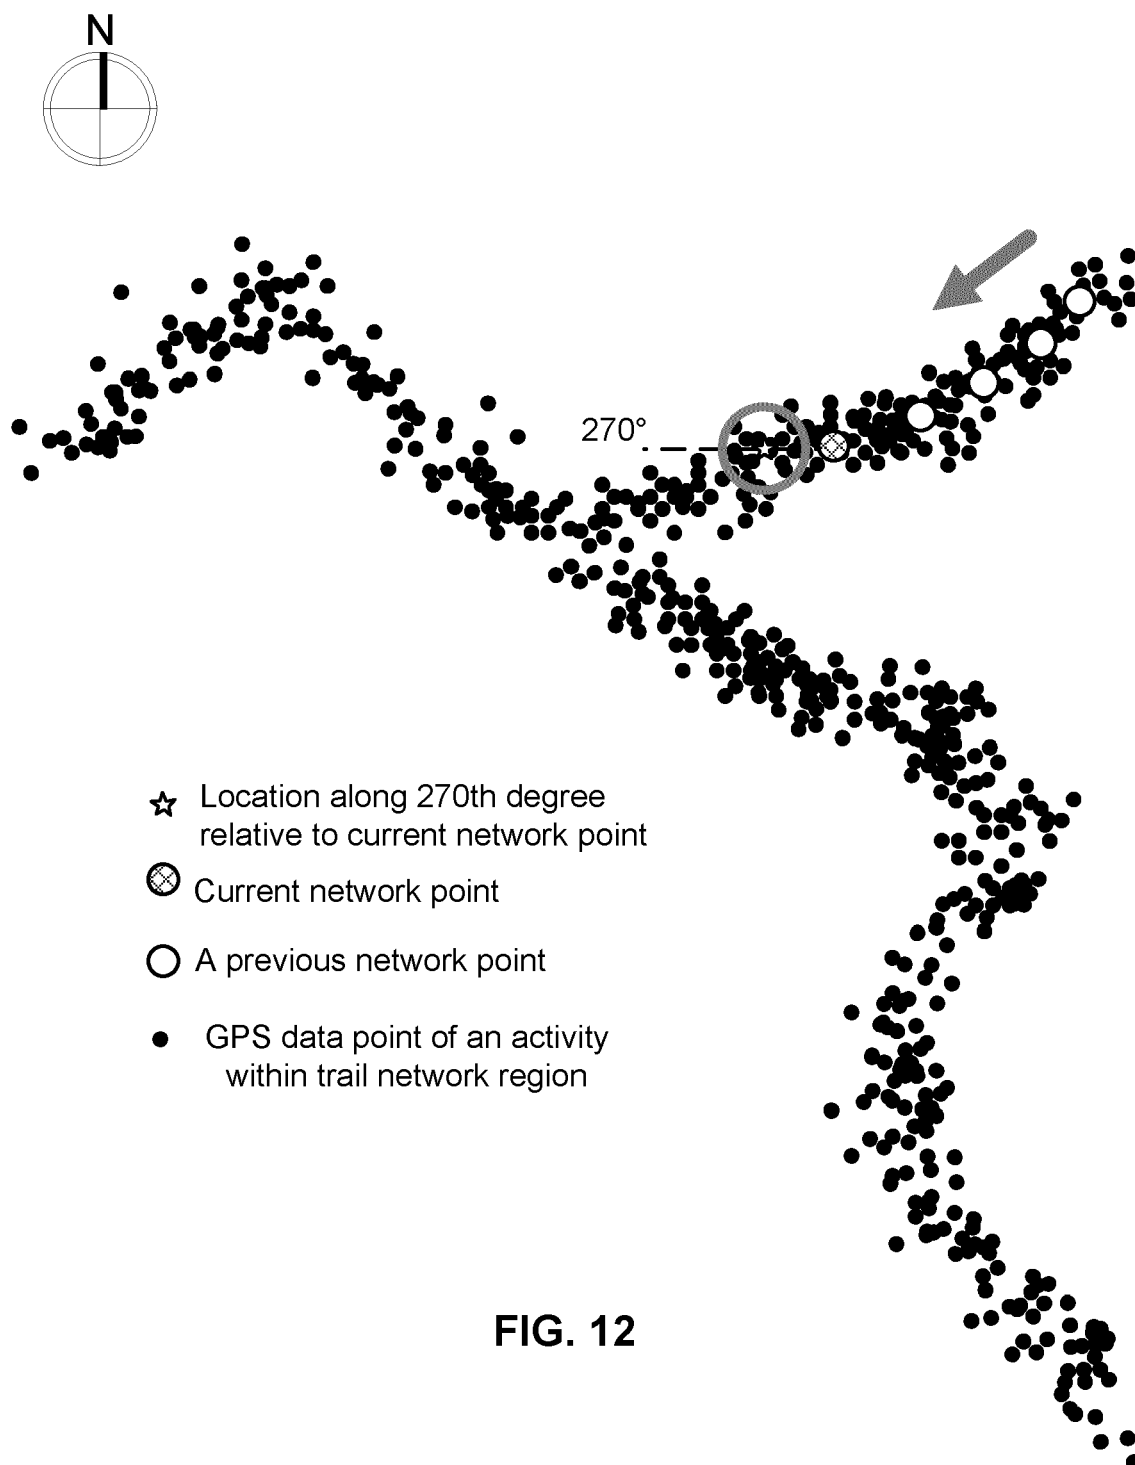 N
270°
Location along 270th degree
relative to current network point
Current network point
A previous network point
GPS data point of an activity
within trail network region
FIG. 12